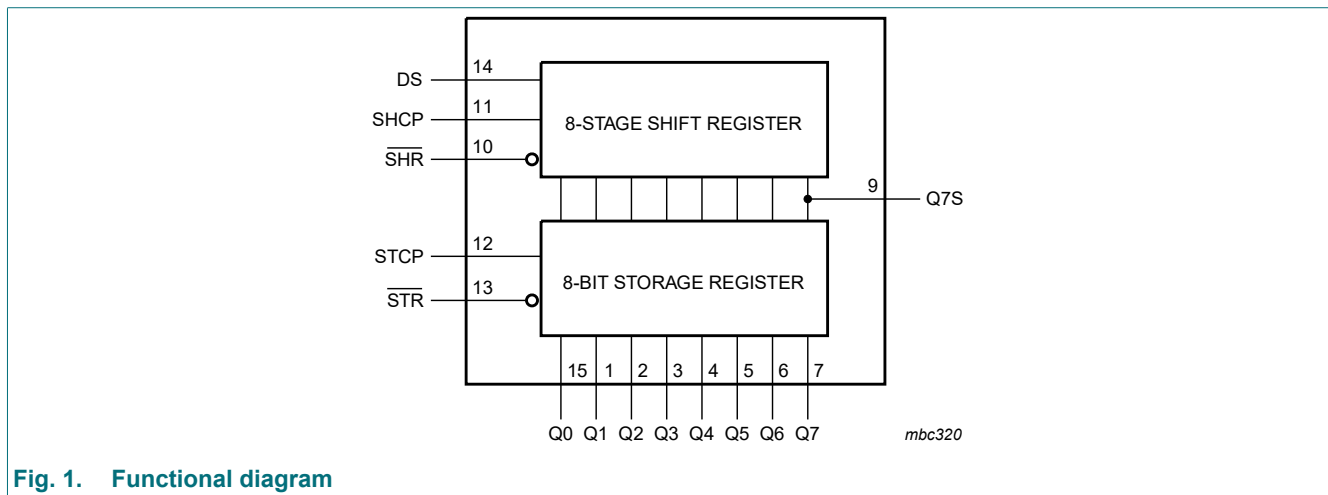 DS 14
SHCP 11
8-STAGE SHIFT REGISTER
SHR 10
9 Q7S
STCP 12
8-BIT STORAGE REGISTER
STR 13
15 1 2 3 4 5 6 7
Q0 Q1 Q2 Q3 Q4 Q5 Q6 Q7
mbc320
Fig. 1. Functional diagram